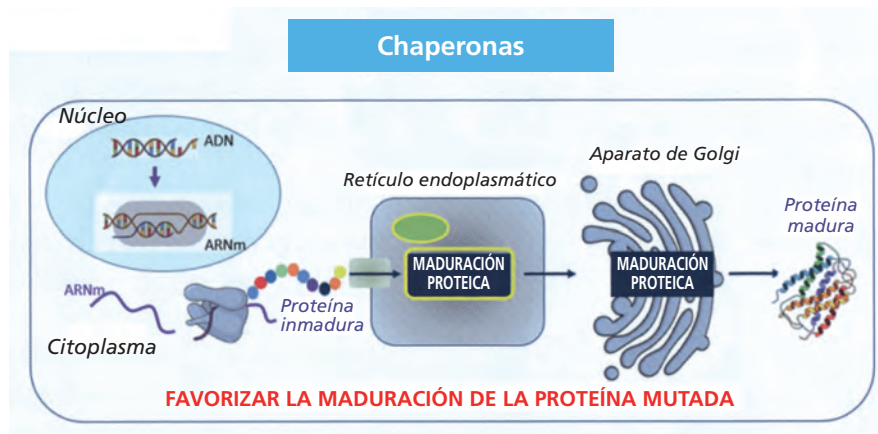 Chaperonas
Núcleo
ADN
ARNm
Retículo endoplasmático
Aparato de Golgi
Proteína
madura
MADURACIÓN
PROTEICA
MADURACIÓN
PROTEICA
ARNm
Proteína
inmadura
Citoplasma
FAVORIZAR LA MADURACIÓN DE LA PROTEÍNA MUTADA